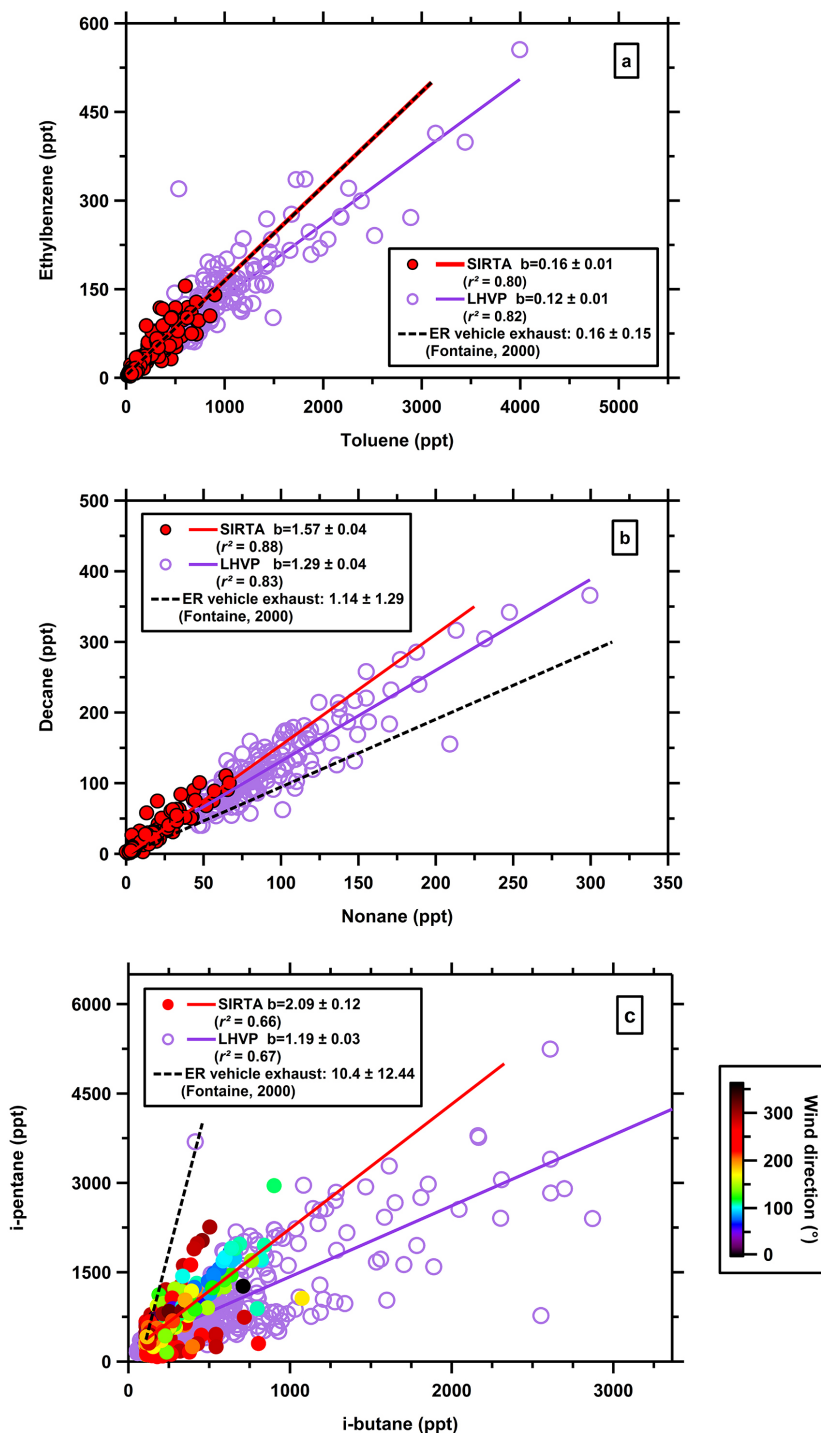 600
450
300
150
0
Ethylbenzene (ppt)
a
SIRTA b=0.16 ± 0.01
(r² = 0.80)
LHVP b=0.12 ± 0.01
(r² = 0.82)
ER vehicle exhaust: 0.16 ± 0.15
(Fontaine, 2000)
0 1000 2000 3000 4000 5000
Toluene (ppt)
500
400
300
200
100
0
Decane (ppt)
b
SIRTA b=1.57 ± 0.04
(r² = 0.88)
LHVP b=1.29 ± 0.04
(r² = 0.83)
ER vehicle exhaust: 1.14 ± 1.29
(Fontaine, 2000)
0 50 100 150 200 250 300 350
Nonane (ppt)
6000
4500
3000
1500
0
i-pentane (ppt)
c
SIRTA b=2.09 ± 0.12
(r² = 0.66)
LHVP b=1.19 ± 0.03
(r² = 0.67)
ER vehicle exhaust: 10.4 ± 12.44
(Fontaine, 2000)
0 1000 2000 3000
i-butane (ppt)
300
200
100
0
Wind direction (°)